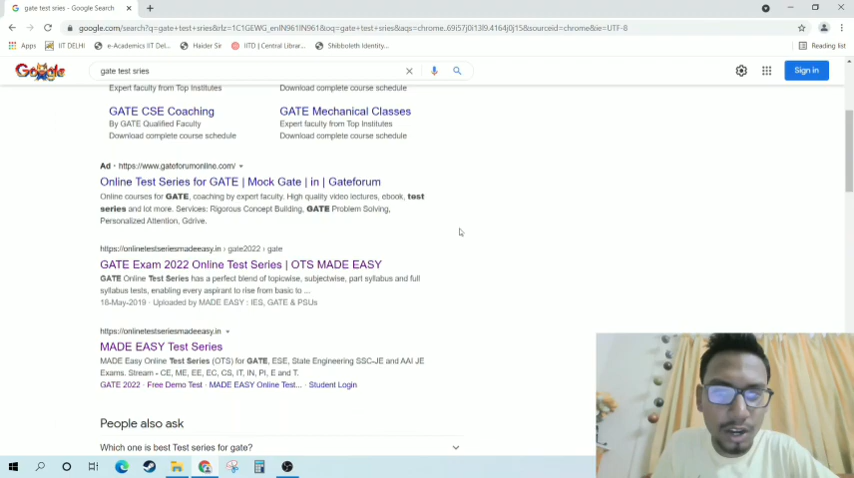 gate test sries - Google Search
google.com/search?q=gate+test+sries&rlz=1C1GEWG_enIN961IN961&oq=gate+test+sries&aqs=chrome..69i57j0i13l9.4164j0j15&sourceid=chrome&ie=UTF-8
Apps IIT DELHI e-Academics IIT Del... Haider Sir IITD | Central Librar... Shibboleth Identity... Reading list
Google gate test sries Sign in
Expert faculty from Top Institutes Download complete course schedule
GATE CSE Coaching GATE Mechanical Classes
By GATE Qualified Faculty Expert faculty from Top Institutes
Download complete course schedule Download complete course schedule
Ad · https://www.gateforumonline.com/
Online Test Series for GATE | Mock Gate | in | Gateforum
Online courses for GATE, coaching by expert faculty. High quality video lectures, ebook, test
series and lot more. Services: Rigorous Concept Building, GATE Problem Solving,
Personalized Attention, Gdrive.
https://onlinetestseriesmadeeasy.in › gate2022 › gate
GATE Exam 2022 Online Test Series | OTS MADE EASY
GATE Online Test Series has a perfect blend of topicwise, subjectwise, part syllabus and full
syllabus tests, enabling every aspirant to rise from basic to ...
18-May-2019 · Uploaded by MADE EASY : IES, GATE & PSUs
https://onlinetestseriesmadeeasy.in
MADE EASY Test Series
MADE Easy Online Test Series (OTS) for GATE, ESE, State Engineering SSC-JE and AAI JE
Exams. Stream - CE, ME, EE, EC, CS, IT, IN, PI, E and T.
GATE 2022 · Free Demo Test · MADE EASY Online Test... · Student Login
People also ask
Which one is best Test series for gate?